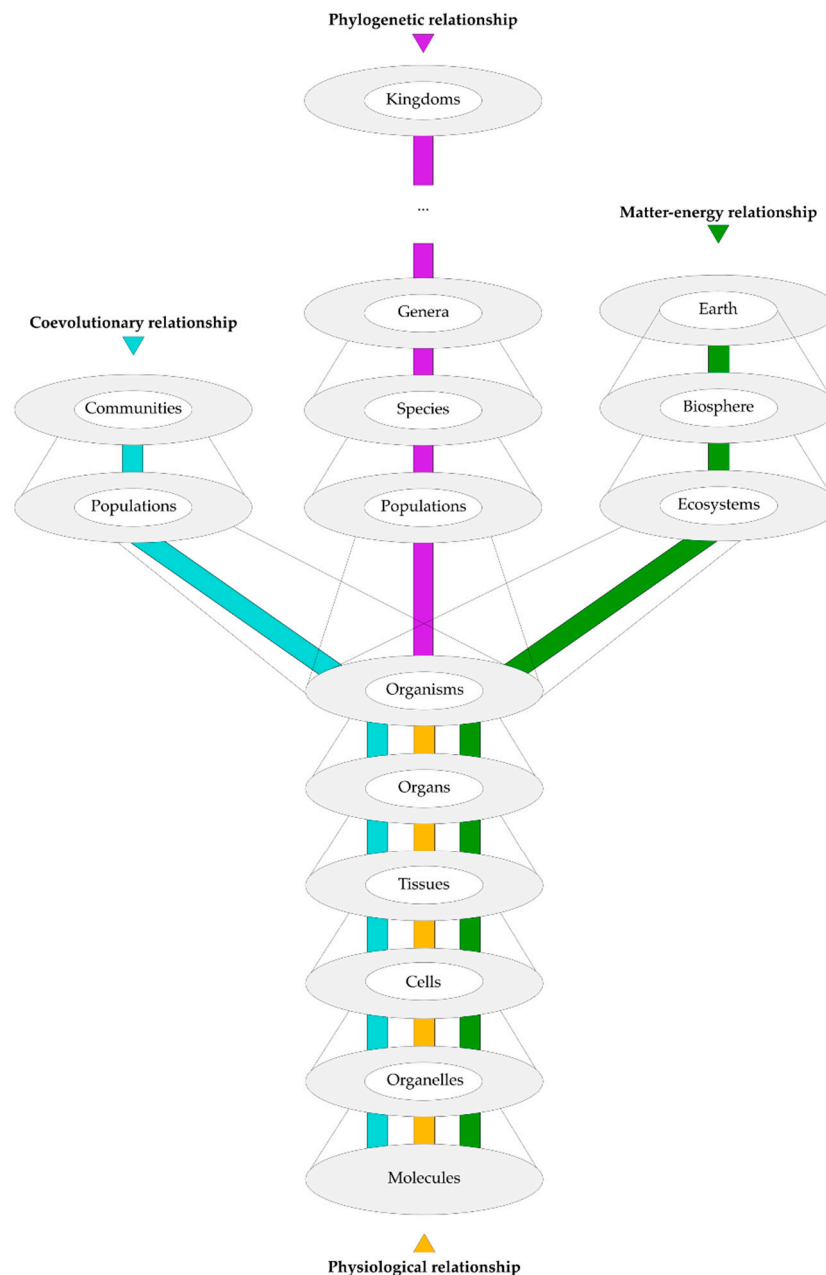 Phylogenetic relationship
Kingdoms
...
Matter-energy relationship
Genera
Earth
Coevolutionary relationship
Communities
Species
Biosphere
Populations
Populations
Ecosystems
Organisms
Organs
Tissues
Cells
Organelles
Molecules
Physiological relationship